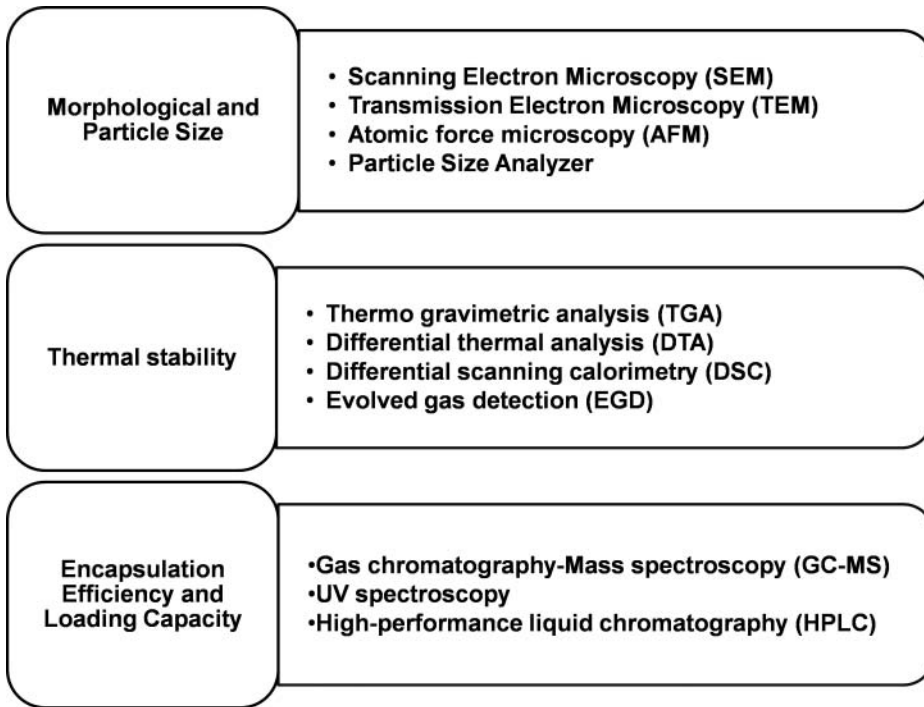 Morphological and
Particle Size
• Scanning Electron Microscopy (SEM)
• Transmission Electron Microscopy (TEM)
• Atomic force microscopy (AFM)
• Particle Size Analyzer
Thermal stability
• Thermo gravimetric analysis (TGA)
• Differential thermal analysis (DTA)
• Differential scanning calorimetry (DSC)
• Evolved gas detection (EGD)
Encapsulation
Efficiency and
Loading Capacity
•Gas chromatography-Mass spectroscopy (GC-MS)
•UV spectroscopy
•High-performance liquid chromatography (HPLC)